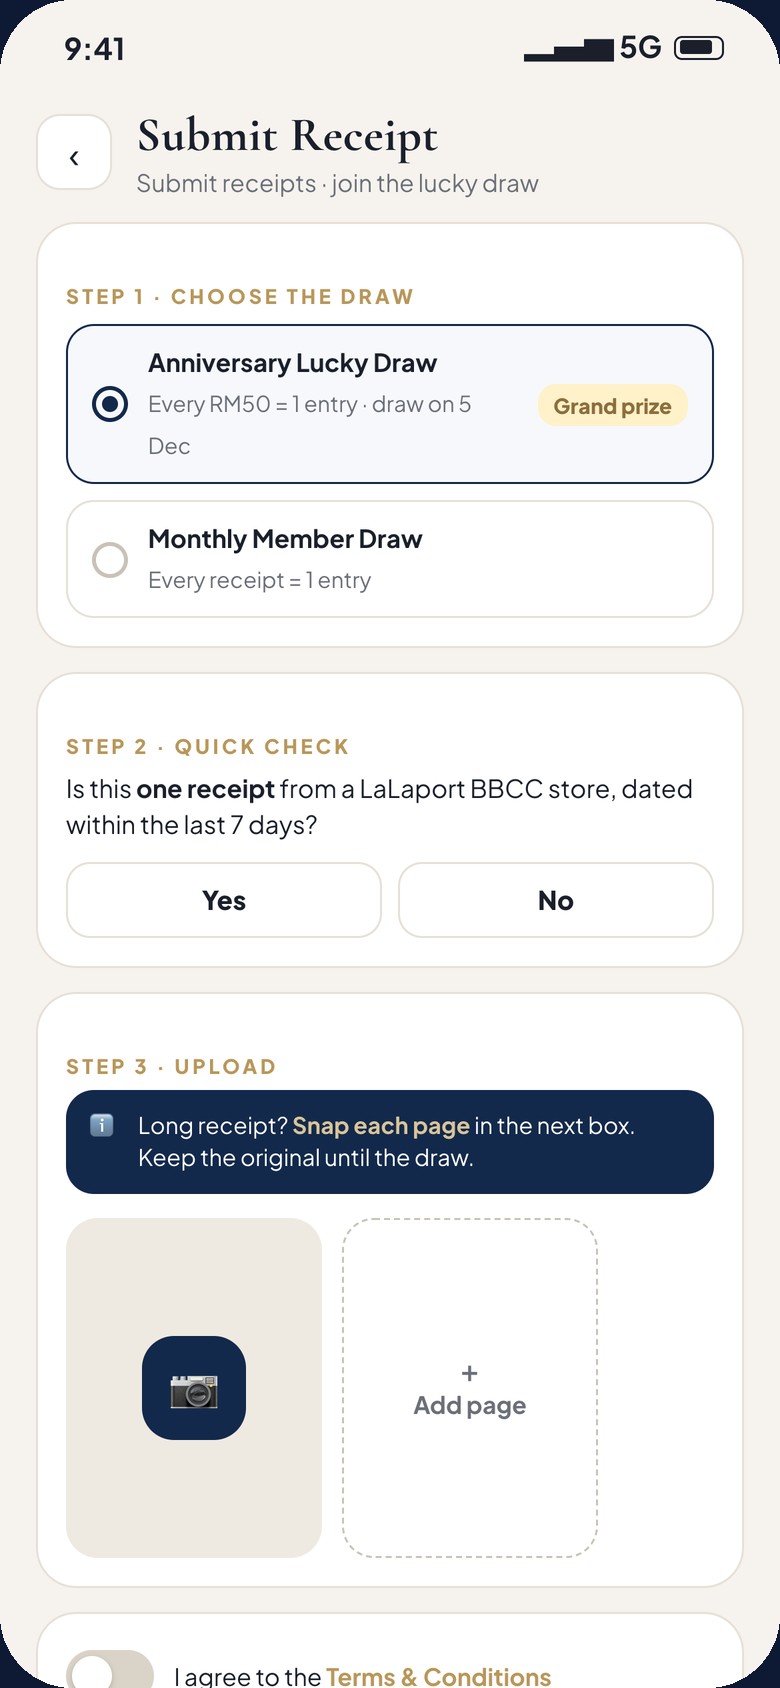 9:41
5G
‹
Submit Receipt
Submit receipts · join the lucky draw
STEP 1 · CHOOSE THE DRAW
Anniversary Lucky Draw
Every RM50 = 1 entry · draw on 5
Dec
Grand prize
Monthly Member Draw
Every receipt = 1 entry
STEP 2 · QUICK CHECK
Is this one receipt from a LaLaport BBCC store, dated
within the last 7 days?
Yes
No
STEP 3 · UPLOAD
Long receipt? Snap each page in the next box.
Keep the original until the draw.
+
Add page
I agree to the Terms & Conditions